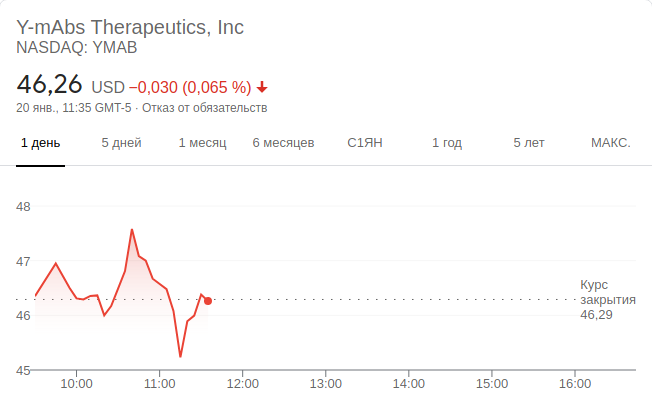 Y-mAbs Therapeutics, Inc
NASDAQ: YMAB
46,26 USD −0,030 (0,065 %)
20 янв., 11:35 GMT-5 · Отказ от обязательств
1 день 5 дней 1 месяц 6 месяцев С1ЯН 1 год 5 лет МАКС.
48
47
46
45
Курс
закрытия
46,29
10:00 11:00 12:00 13:00 14:00 15:00 16:00